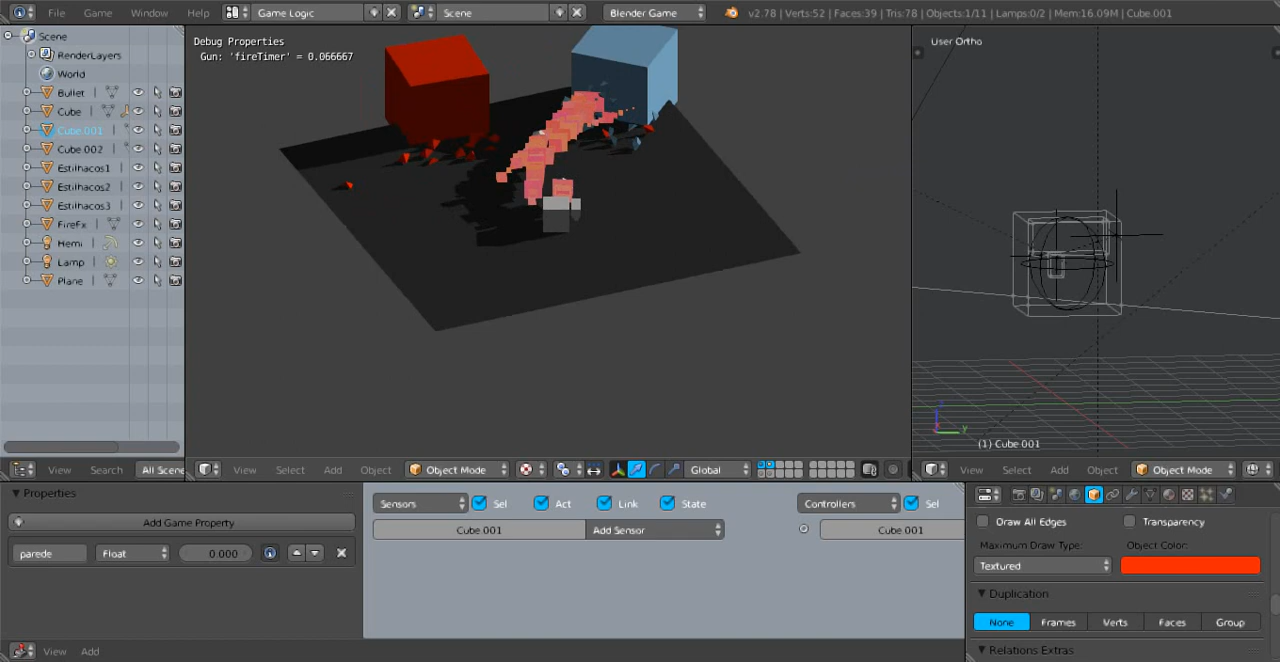 File Game Window Help Game Logic Scene Blender Game v2.78 | Verts:52 | Faces:39 | Tris:78 | Objects:1/11 | Lamps:0/2 | Mem:16.09M | Cube.001
Scene
RenderLayers
World
Bullet
Cube
Cube.001
Cube.002
Estilhacos1
Estilhacos2
Estilhacos3
FireFx
Hemi
Lamp
Plane
View Search All Scene
Debug Properties
Gun: 'fireTimer' = 0.066667
View Select Add Object Object Mode Global
User Ortho
(1) Cube.001
View Select Add Object Object Mode
Properties
Add Game Property
parede Float 0.000
View Add
Sensors Sel Act Link State Controllers Sel
Cube.001 Add Sensor Cube.001
Draw All Edges Transparency
Maximum Draw Type: Object Color:
Textured
Duplication
None Frames Verts Faces Group
Relations Extras